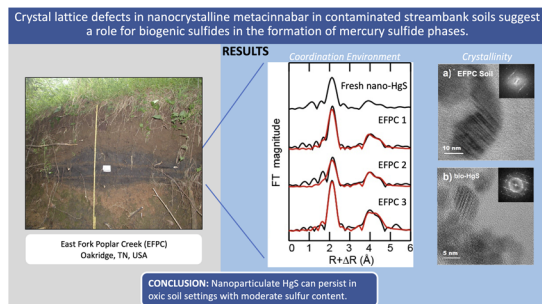 Crystal lattice defects in nanocrystalline metacinnabar in contaminated streambank soils suggest
a role for biogenic sulfides in the formation of mercury sulfide phases.
RESULTS
Coordination Environment
Crystallinity
FT magnitude
Fresh nano-HgS
EFPC 1
EFPC 2
EFPC 3
0 1 2 3 4 5 6
R+ΔR (Å)
a) EFPC Soil
10 nm
b) bio-HgS
5 nm
East Fork Poplar Creek (EFPC)
Oakridge, TN, USA
CONCLUSION: Nanoparticulate HgS can persist in
oxic soil settings with moderate sulfur content.